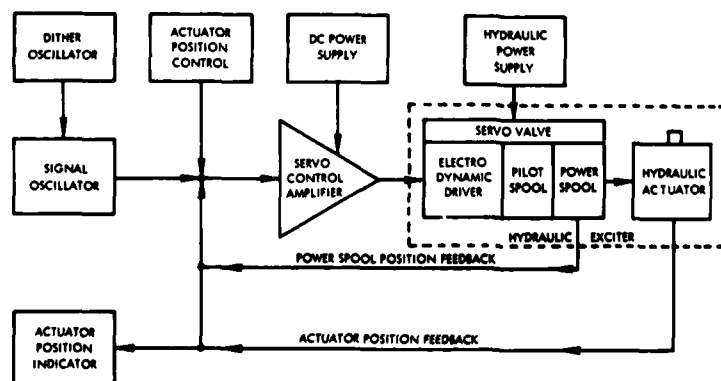 DITHER
OSCILLATOR
ACTUATOR
POSITION
CONTROL
DC POWER
SUPPLY
HYDRAULIC
POWER
SUPPLY
SIGNAL
OSCILLATOR
SERVO
CONTROL
AMPLIFIER
SERVO VALVE
ELECTRO
DYNAMIC
DRIVER
PILOT
SPOOL
POWER
SPOOL
HYDRAULIC
ACTUATOR
HYDRAULIC EXCITER
POWER SPOOL POSITION FEEDBACK
ACTUATOR
POSITION
INDICATOR
ACTUATOR POSITION FEEDBACK